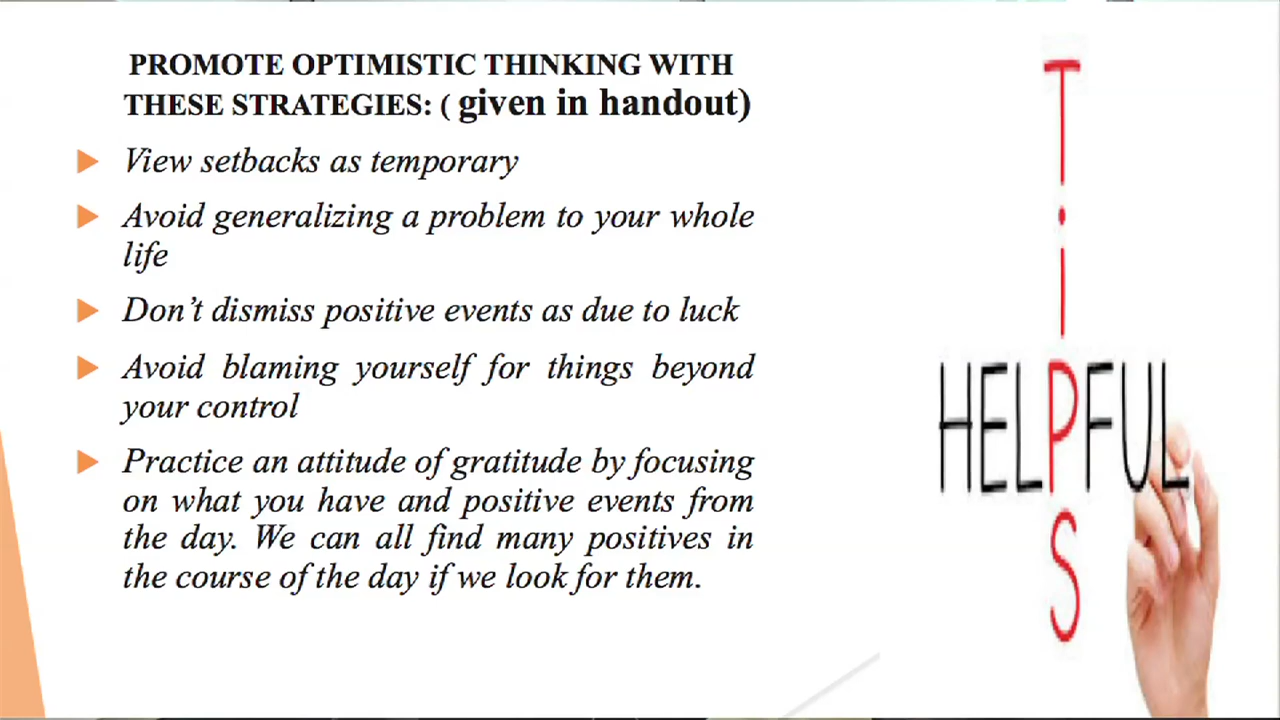 PROMOTE OPTIMISTIC THINKING WITH
THESE STRATEGIES: ( given in handout)
View setbacks as temporary
Avoid generalizing a problem to your whole
life
Don’t dismiss positive events as due to luck
Avoid blaming yourself for things beyond
your control
Practice an attitude of gratitude by focusing
on what you have and positive events from
the day. We can all find many positives in
the course of the day if we look for them.
TiPS
HELPFUL